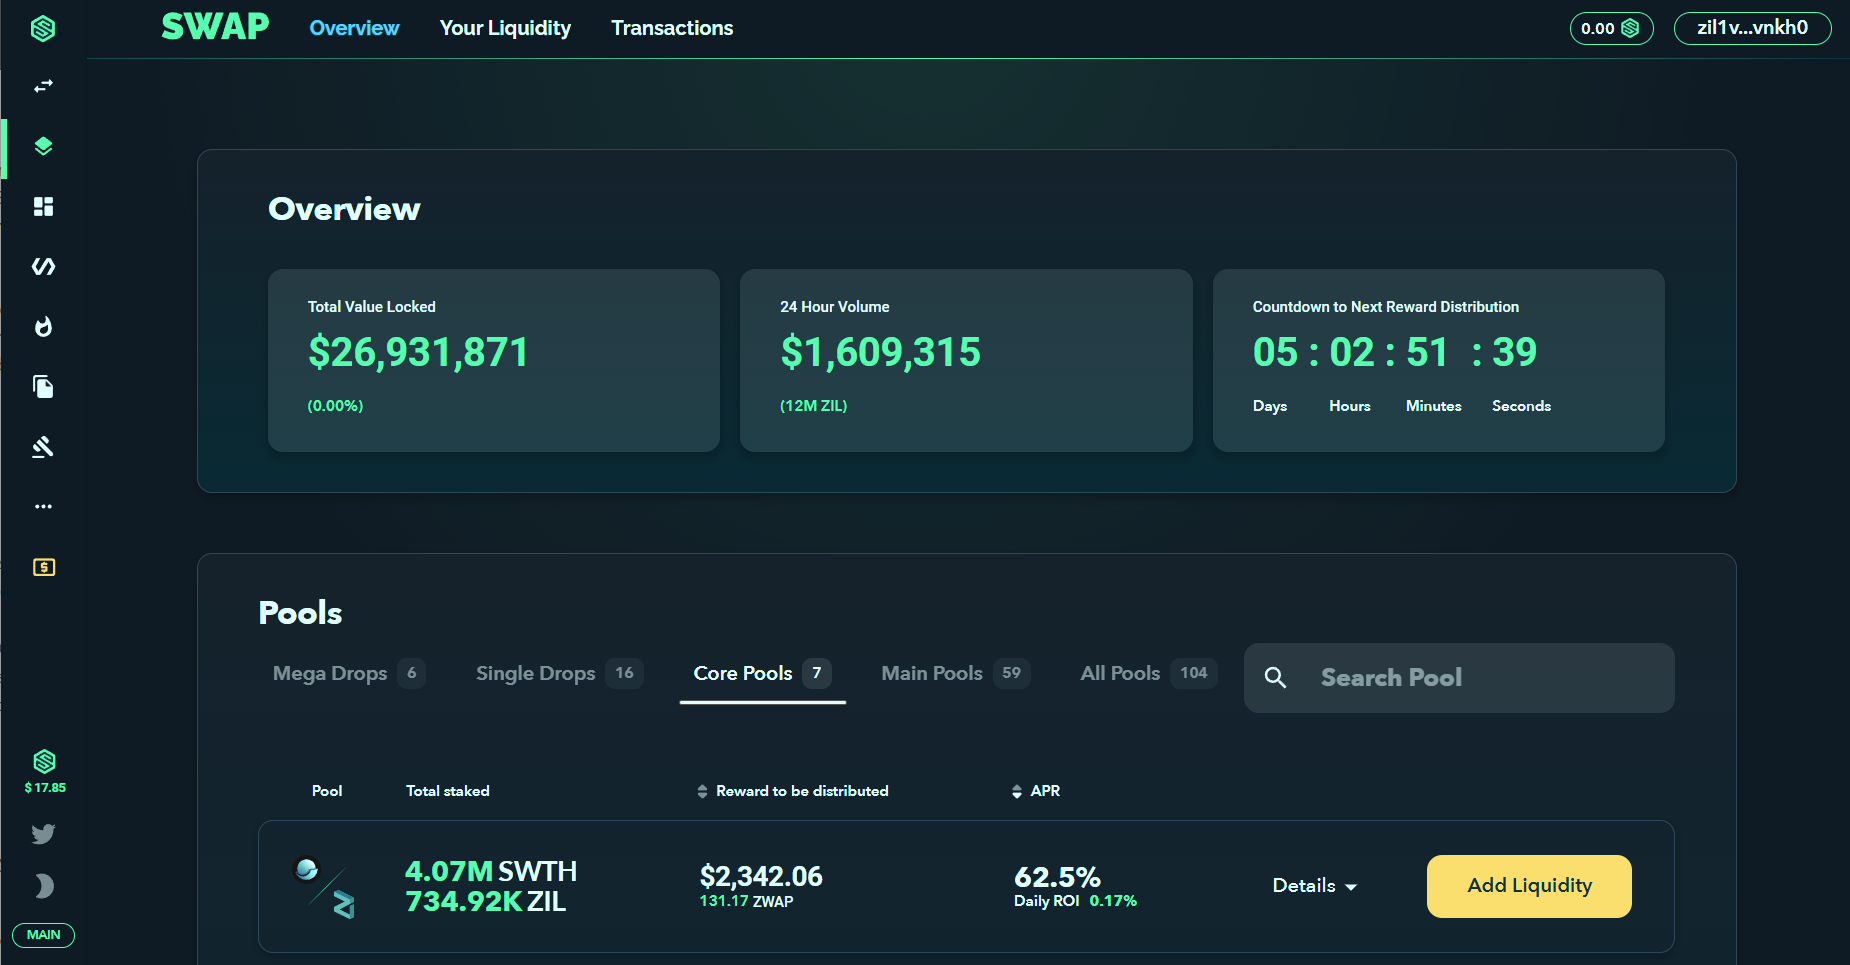 SWAP Overview Your Liquidity Transactions 0.00 zil1v...vnkh0
Overview
Total Value Locked
$26,931,871
(0.00%)
24 Hour Volume
$1,609,315
(12M ZIL)
Countdown to Next Reward Distribution
05 : 02 : 51 : 39
Days Hours Minutes Seconds
Pools
Mega Drops 6 Single Drops 16 Core Pools 7 Main Pools 59 All Pools 104 Search Pool
Pool Total staked Reward to be distributed APR
4.07M SWTH
734.92K ZIL
$2,342.06
131.17 ZWAP
62.5%
Daily ROI 0.17%
Details
Add Liquidity
$17.85
MAIN